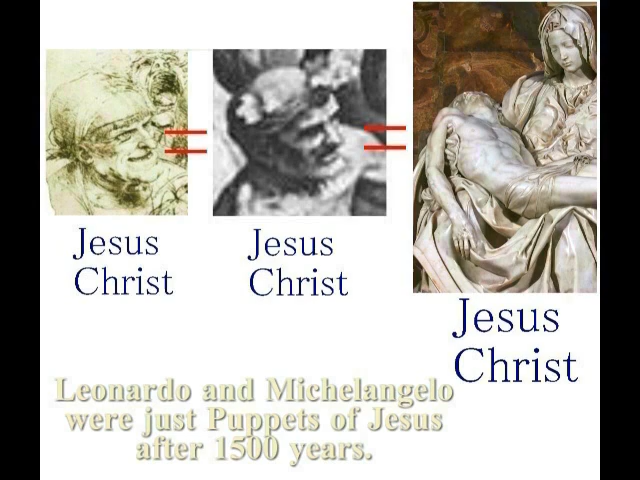 Jesus
Christ
Jesus
Christ
Jesus
Christ
Leonardo and Michelangelo
were just Puppets of Jesus
after 1500 years.